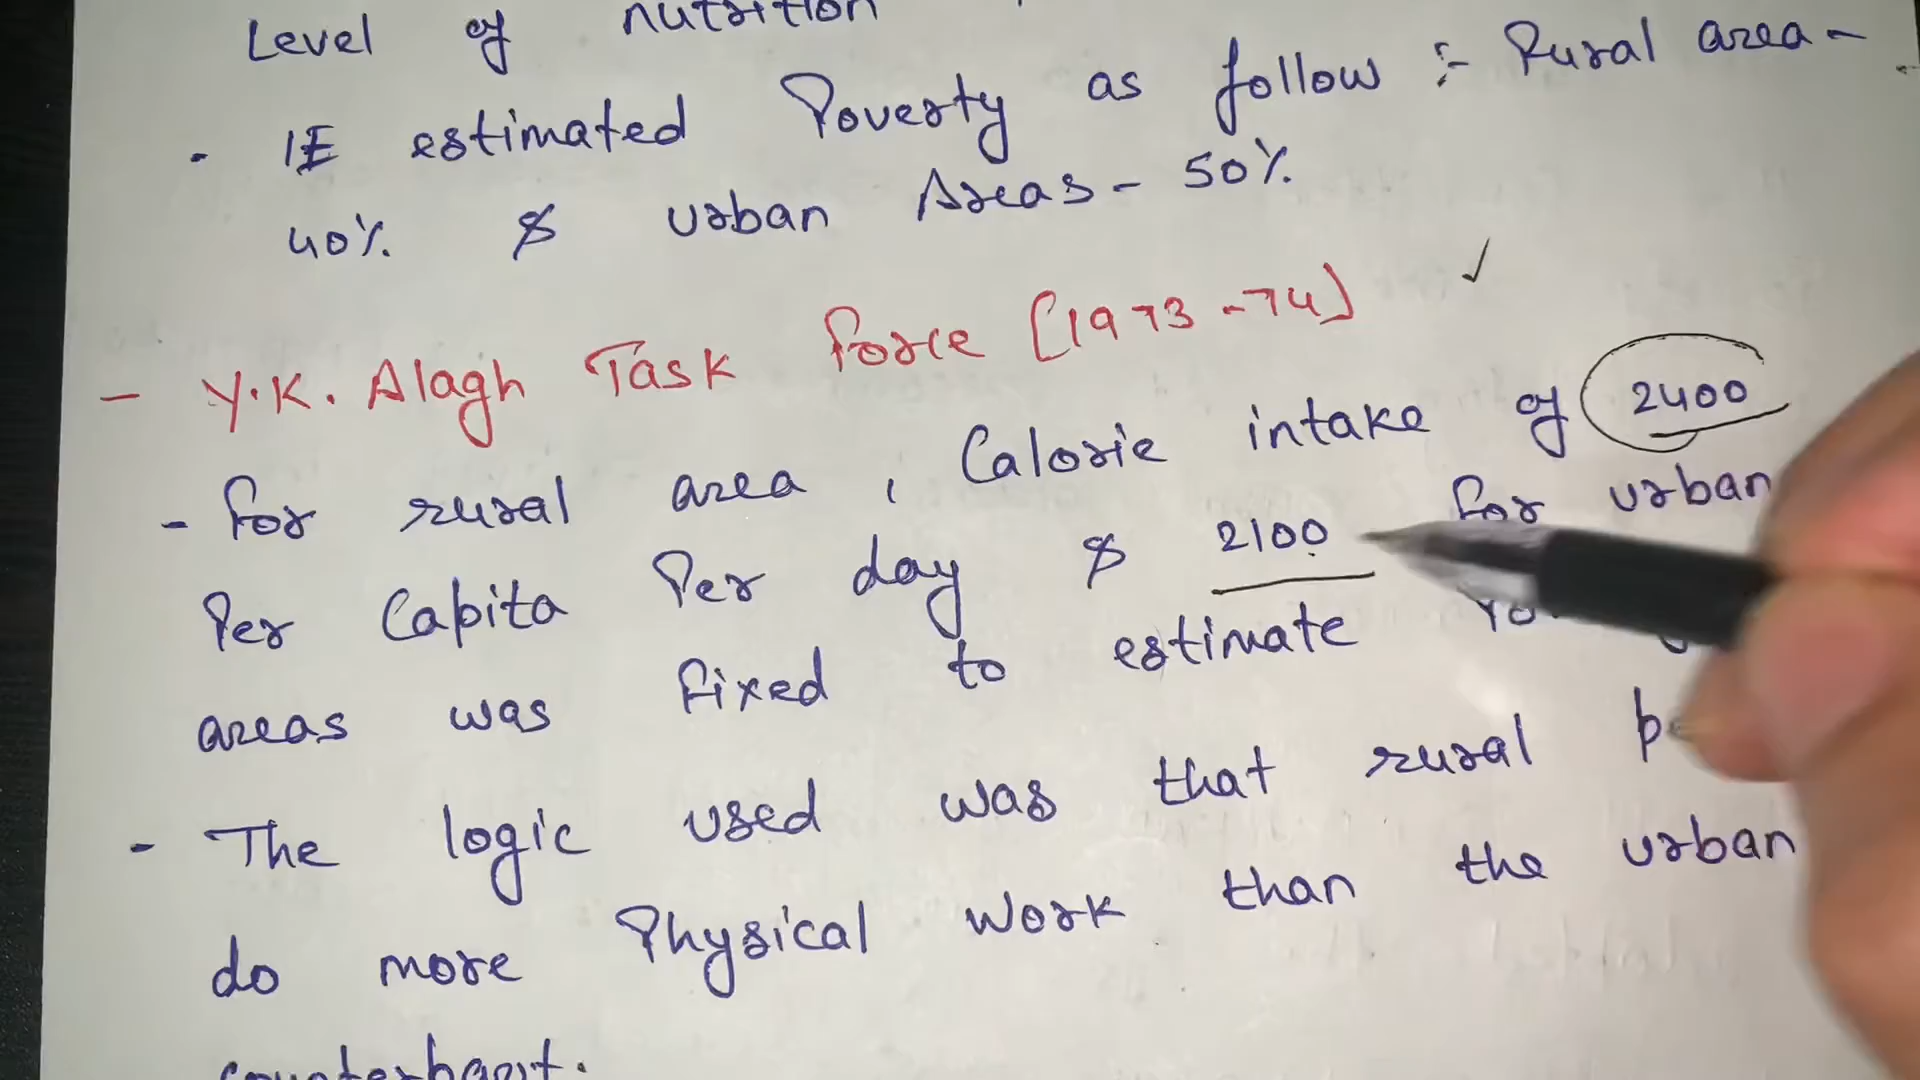 Level of nutrition
• IE estimated Poverty as follow :- Rural area -
40% & urban Areas - 50%
- Y.K. Alagh Task Force [1973-74] ✓
- For rural area, Calorie intake of 2400
Per Capita Per day & 2100 for urban
areas was fixed to estimate
- The logic used was that rural
do more Physical work than the urban
counterpart.